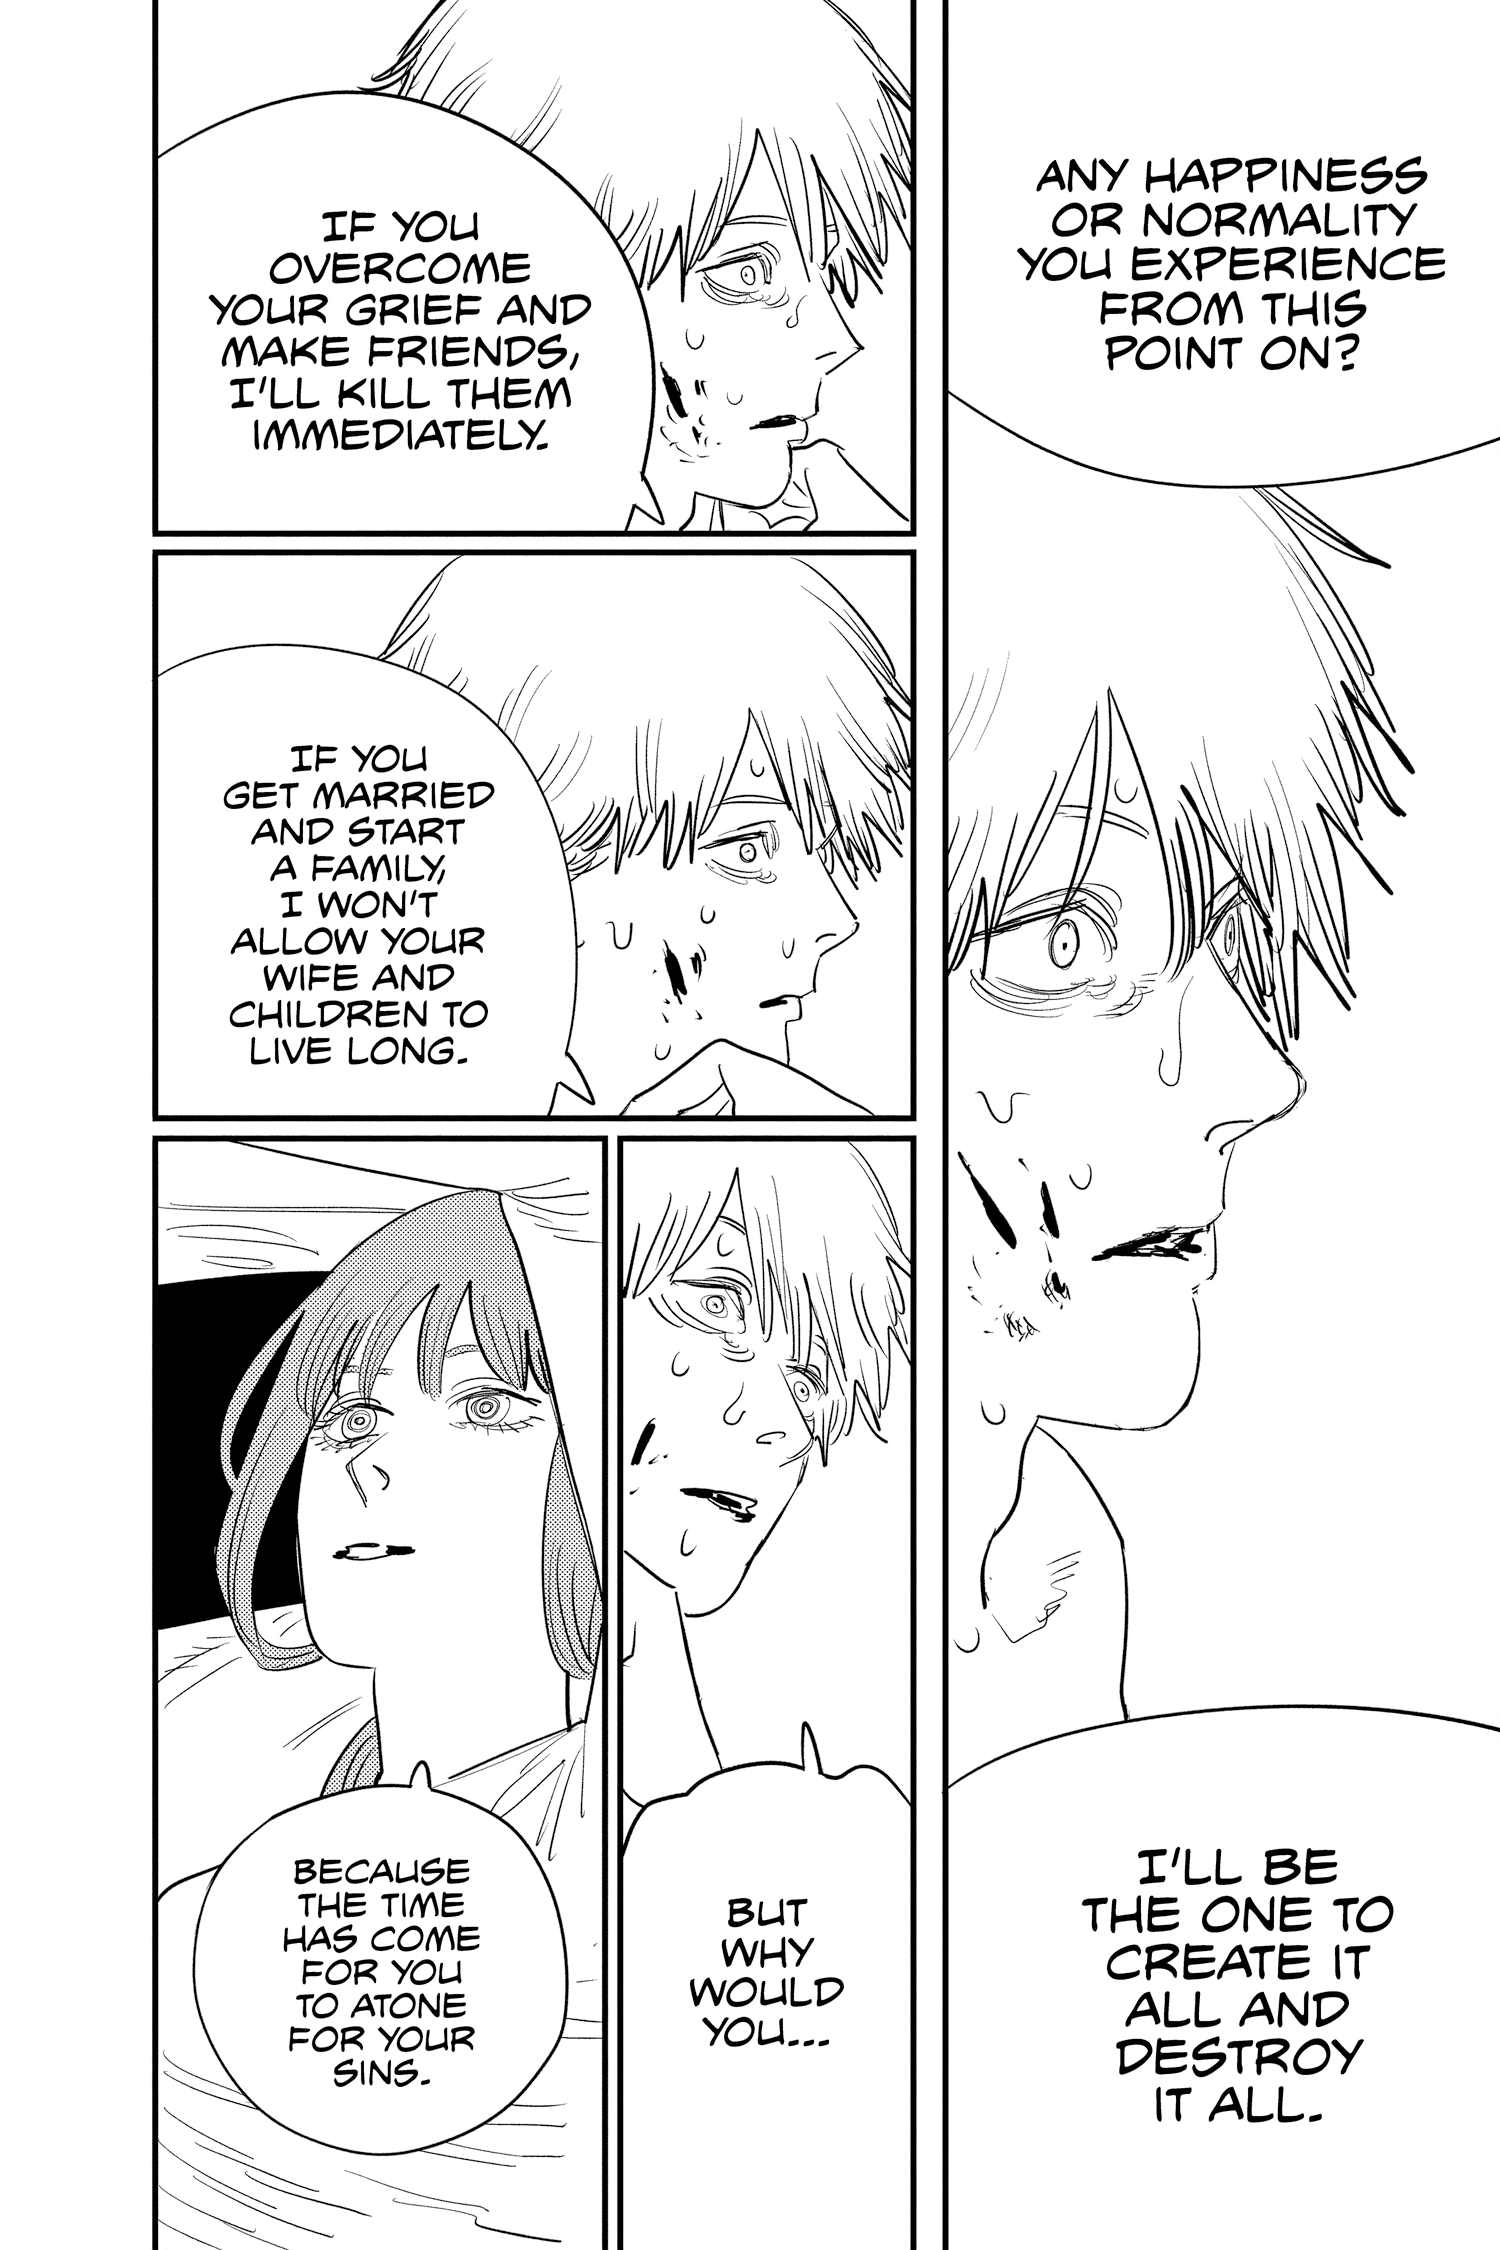 ANY HAPPINESS
OR NORMALITY
YOU EXPERIENCE
FROM THIS
POINT ON?
I'LL BE
THE ONE TO
CREATE IT
ALL AND
DESTROY
IT ALL.
IF YOU
OVERCOME
YOUR GRIEF AND
MAKE FRIENDS,
I'LL KILL THEM
IMMEDIATELY.
IF YOU
GET MARRIED
AND START
A FAMILY,
I WON'T
ALLOW YOUR
WIFE AND
CHILDREN TO
LIVE LONG.
BUT
WHY
WOULD
YOU...
BECAUSE
THE TIME
HAS COME
FOR YOU
TO ATONE
FOR YOUR
SINS.